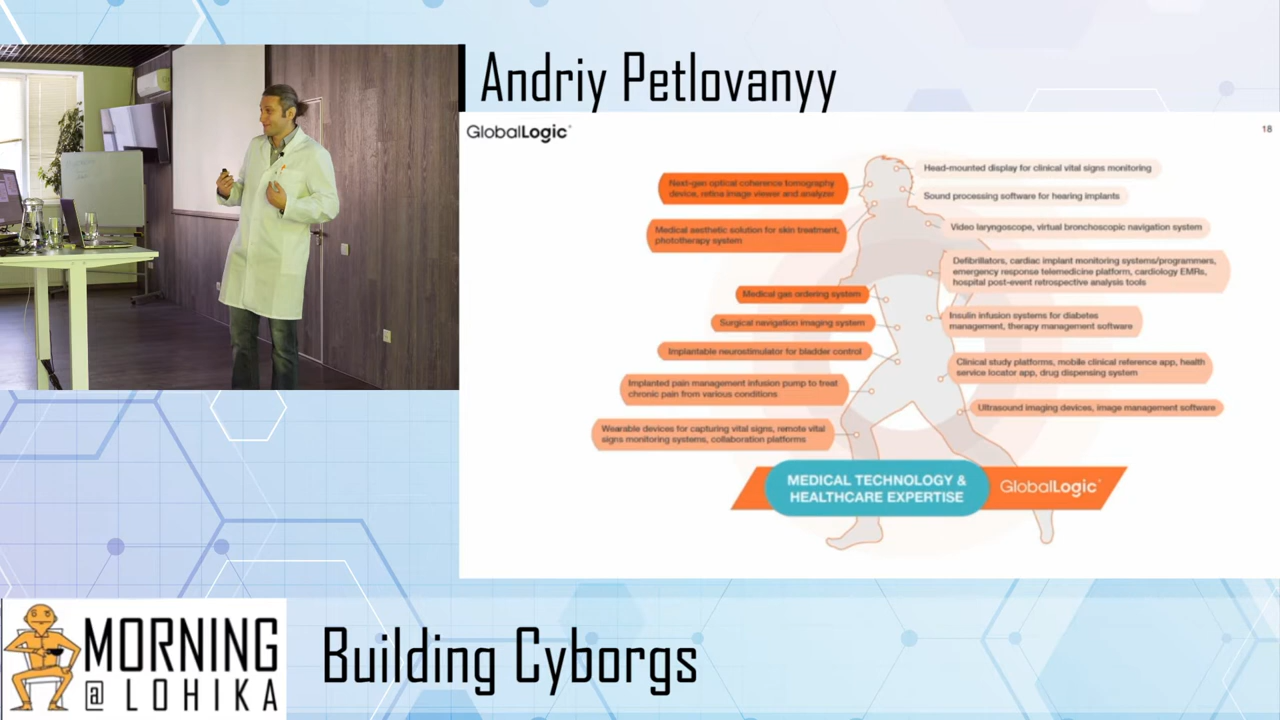 Andriy Petlovanyy
GlobalLogic
18
Next-gen optical coherence tomography
device, retina image viewer and analyzer
Medical aesthetic solution for skin treatment,
phototherapy system
Medical gas ordering system
Surgical navigation imaging system
Implantable neurostimulator for bladder control
Implanted pain management infusion pump to treat
chronic pain from various conditions
Wearable devices for capturing vital signs, remote vital
signs monitoring systems, collaboration platforms
Head-mounted display for clinical vital signs monitoring
Sound processing software for hearing implants
Video laryngoscope, virtual bronchoscopic navigation system
Defibrillators, cardiac implant monitoring systems/programmers,
emergency response telemedicine platform, cardiology EMRs,
hospital post-event retrospective analysis tools
Insulin infusion systems for diabetes
management, therapy management software
Clinical study platforms, mobile clinical reference app, health
service locator app, drug dispensing system
Ultrasound imaging devices, image management software
MEDICAL TECHNOLOGY &
HEALTHCARE EXPERTISE
GlobalLogic
MORNING
@ LOHIKA
Building Cyborgs